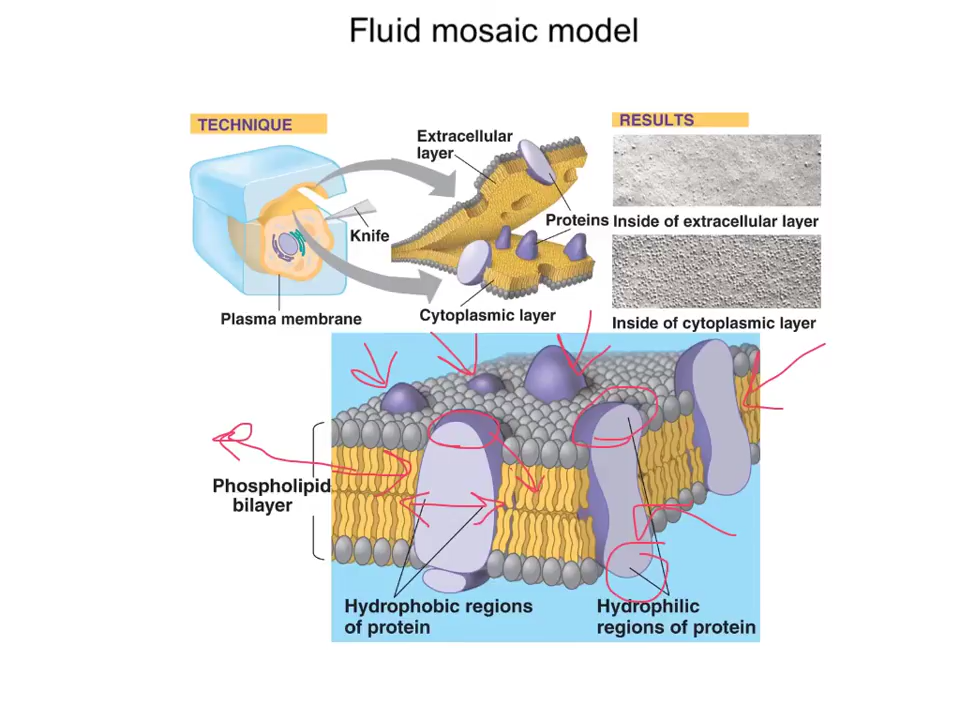 Fluid mosaic model
TECHNIQUE
RESULTS
Extracellular
layer
Knife
Proteins
Inside of extracellular layer
Plasma membrane
Cytoplasmic layer
Inside of cytoplasmic layer
Phospholipid
bilayer
Hydrophobic regions
of protein
Hydrophilic
regions of protein